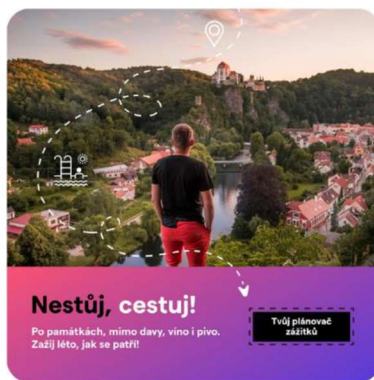 Nestůj, cestuj!
Po památkách, mimo davy, víno i pivo.
Zažij léto, jak se patří!
Tvůj plánovač
zážitků